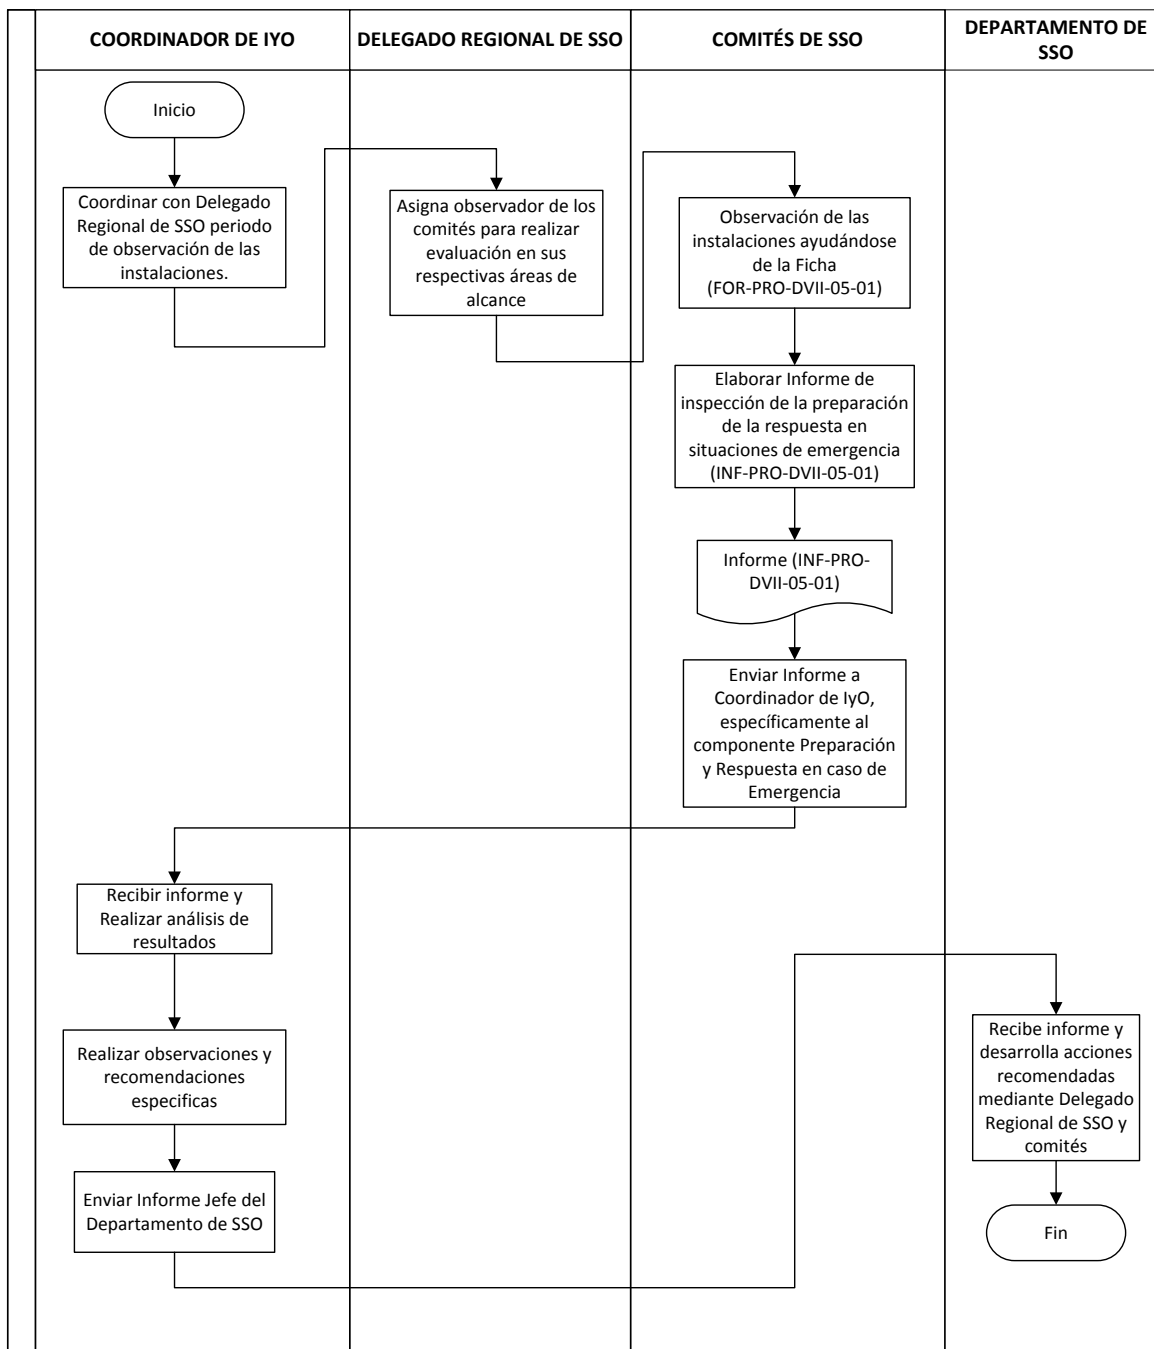 COORDINADOR DE IYO
DELEGADO REGIONAL DE SSO
COMITÉS DE SSO
DEPARTAMENTO DE
SSO
Inicio
Coordinar con Delegado
Regional de SSO periodo
de observación de las
instalaciones.
Asigna observador de los
comités para realizar
evaluación en sus
respectivas áreas de
alcance
Observación de las
instalaciones ayudándose
de la Ficha
(FOR-PRO-DVII-05-01)
Elaborar Informe de
inspección de la preparación
de la respuesta en
situaciones de emergencia
(INF-PRO-DVII-05-01)
Informe (INF-PRO-
DVII-05-01)
Enviar Informe a
Coordinador de IyO,
específicamente al
componente Preparación
y Respuesta en caso de
Emergencia
Recibir informe y
Realizar análisis de
resultados
Realizar observaciones y
recomendaciones
especificas
Enviar Informe Jefe del
Departamento de SSO
Recibe informe y
desarrolla acciones
recomendadas
mediante Delegado
Regional de SSO y
comités
Fin